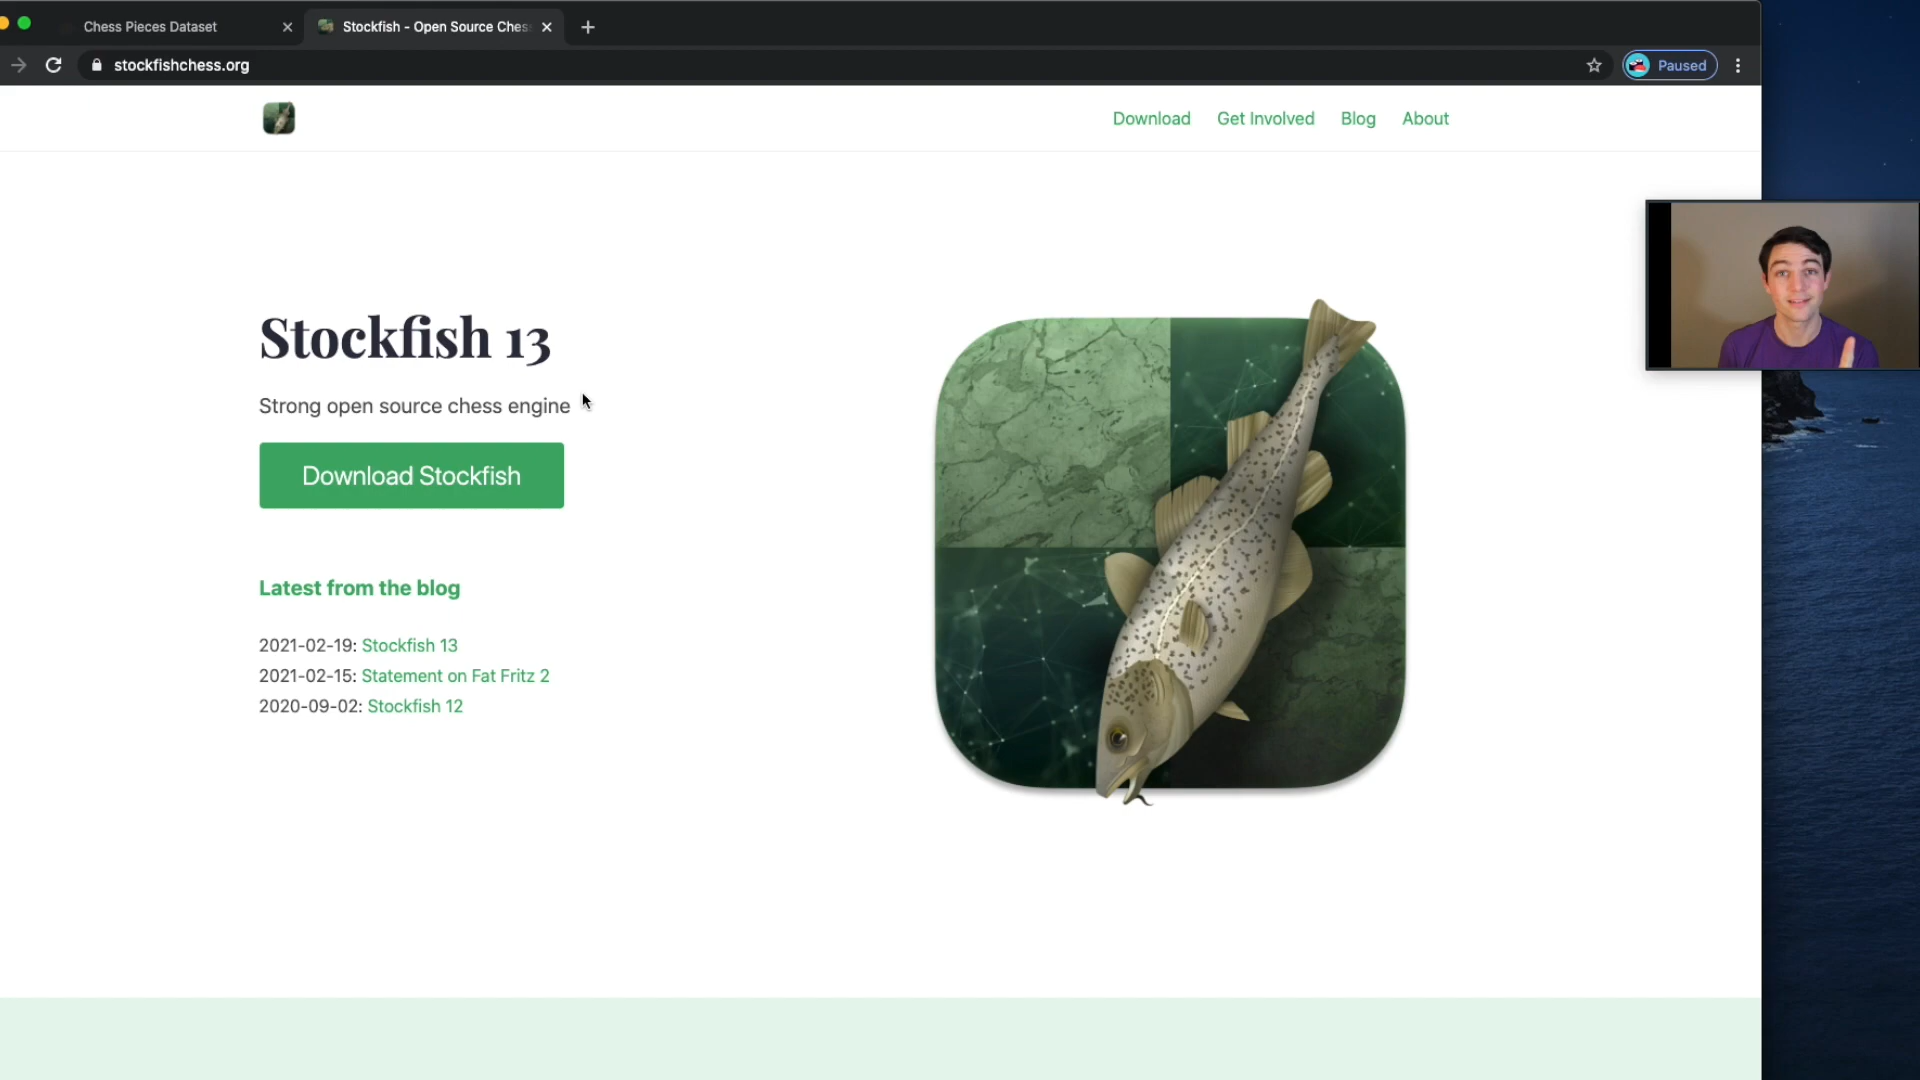 Chess Pieces Dataset
Stockfish - Open Source Ches
stockfishchess.org
Paused
Download Get Involved Blog About
Stockfish 13
Strong open source chess engine
Download Stockfish
Latest from the blog
2021-02-19: Stockfish 13
2021-02-15: Statement on Fat Fritz 2
2020-09-02: Stockfish 12